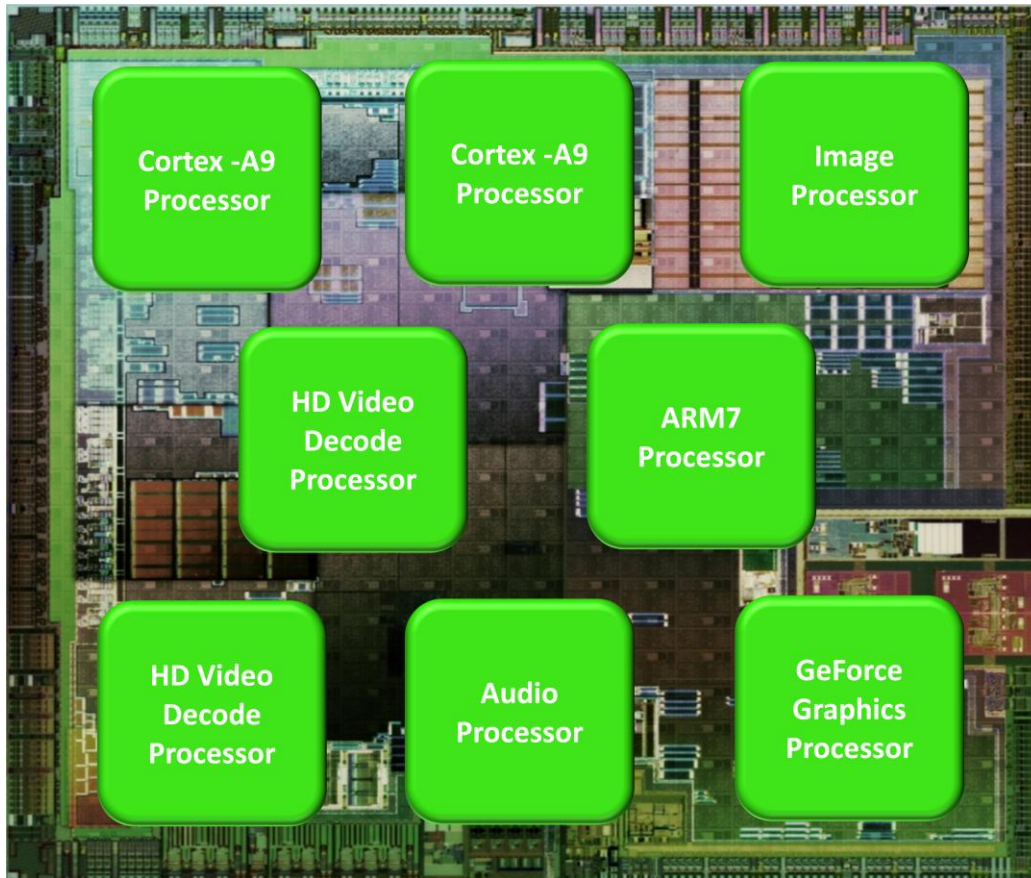 Cortex -A9
Processor
Cortex -A9
Processor
Image
Processor
HD Video
Decode
Processor
ARM7
Processor
HD Video
Decode
Processor
Audio
Processor
GeForce
Graphics
Processor